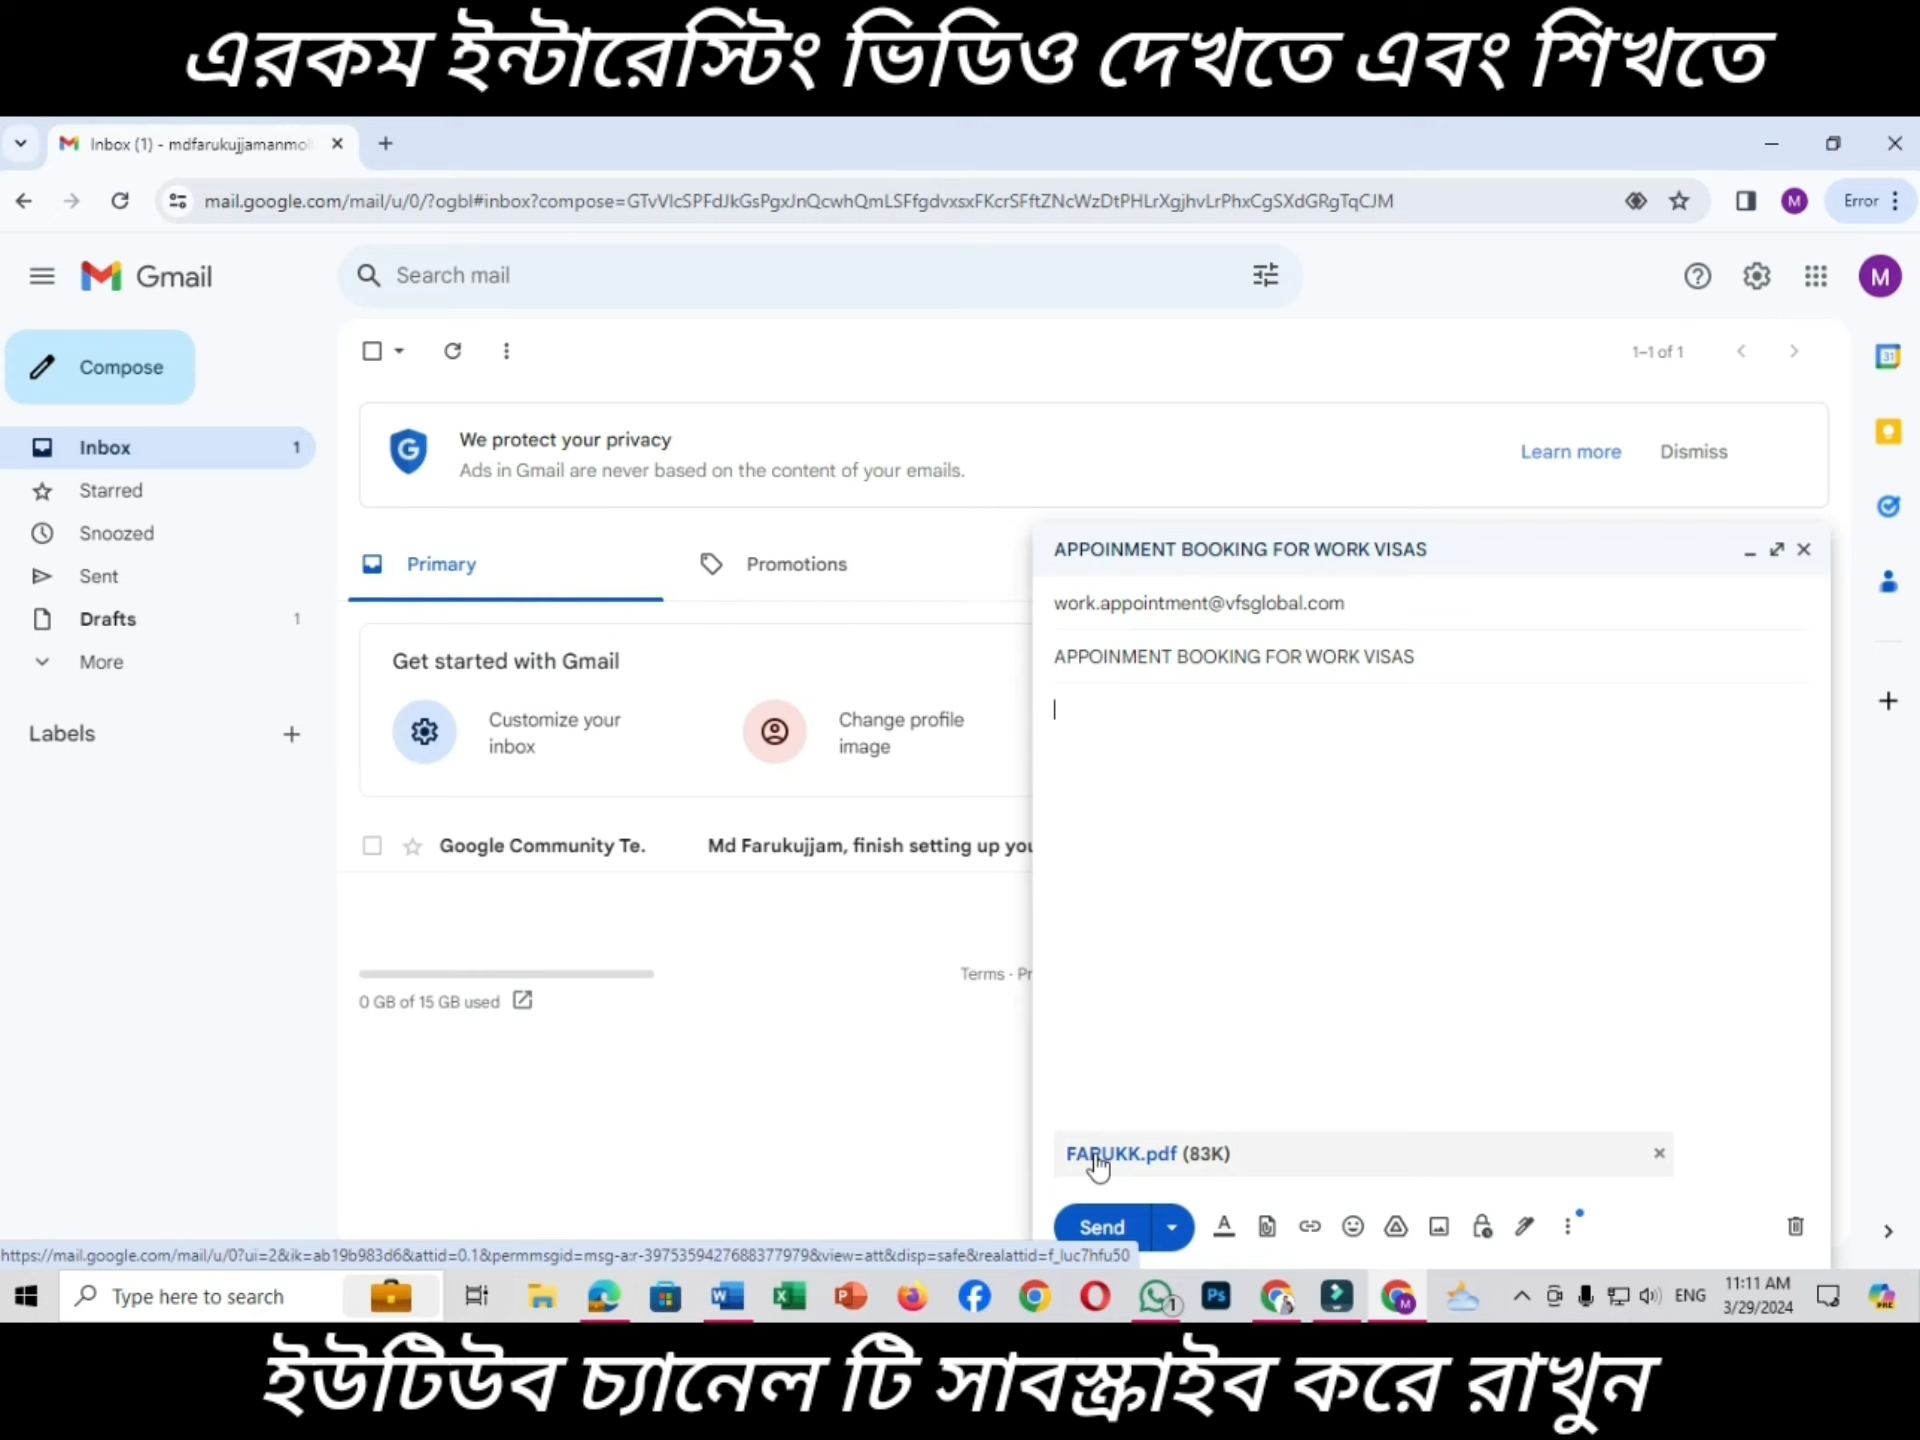 এরকম ইন্টারেস্টিং ভিডিও দেখতে এবং শিখতে
Inbox (1) - mdfarukujjamanmol
mail.google.com/mail/u/0/?ogbl#inbox?compose=GTvVlcSPFdJkGsPgxJnQcwhQmLSFfgdvxsxFKcrSFftZNcWzDtPHLrXgjhvLrPhxCgSXdGRgTqCJM
M
Error
Gmail
Search mail
M
Compose
1–1 of 1
31
We protect your privacy
Ads in Gmail are never based on the content of your emails.
Learn more
Dismiss
Inbox 1
Starred
Snoozed
Sent
Drafts 1
More
Labels
Primary
Promotions
Get started with Gmail
Customize your
inbox
Change profile
image
Google Community Te.
Md Farukujjam, finish setting up you
0 GB of 15 GB used
Terms · Pr
APPOINMENT BOOKING FOR WORK VISAS
work.appointment@vfsglobal.com
APPOINMENT BOOKING FOR WORK VISAS
FARUKK.pdf (83K)
Send
https://mail.google.com/mail/u/0?ui=2&ik=ab19b983d6&attid=0.1&permmsgid=msg-a:r-3975359427688377979&view=att&disp=safe&realattid=f_luc7hfu50
Type here to search
ENG
11:11 AM
3/29/2024
ইউটিউব চ্যানেল টি সাবস্ক্রাইব করে রাখুন